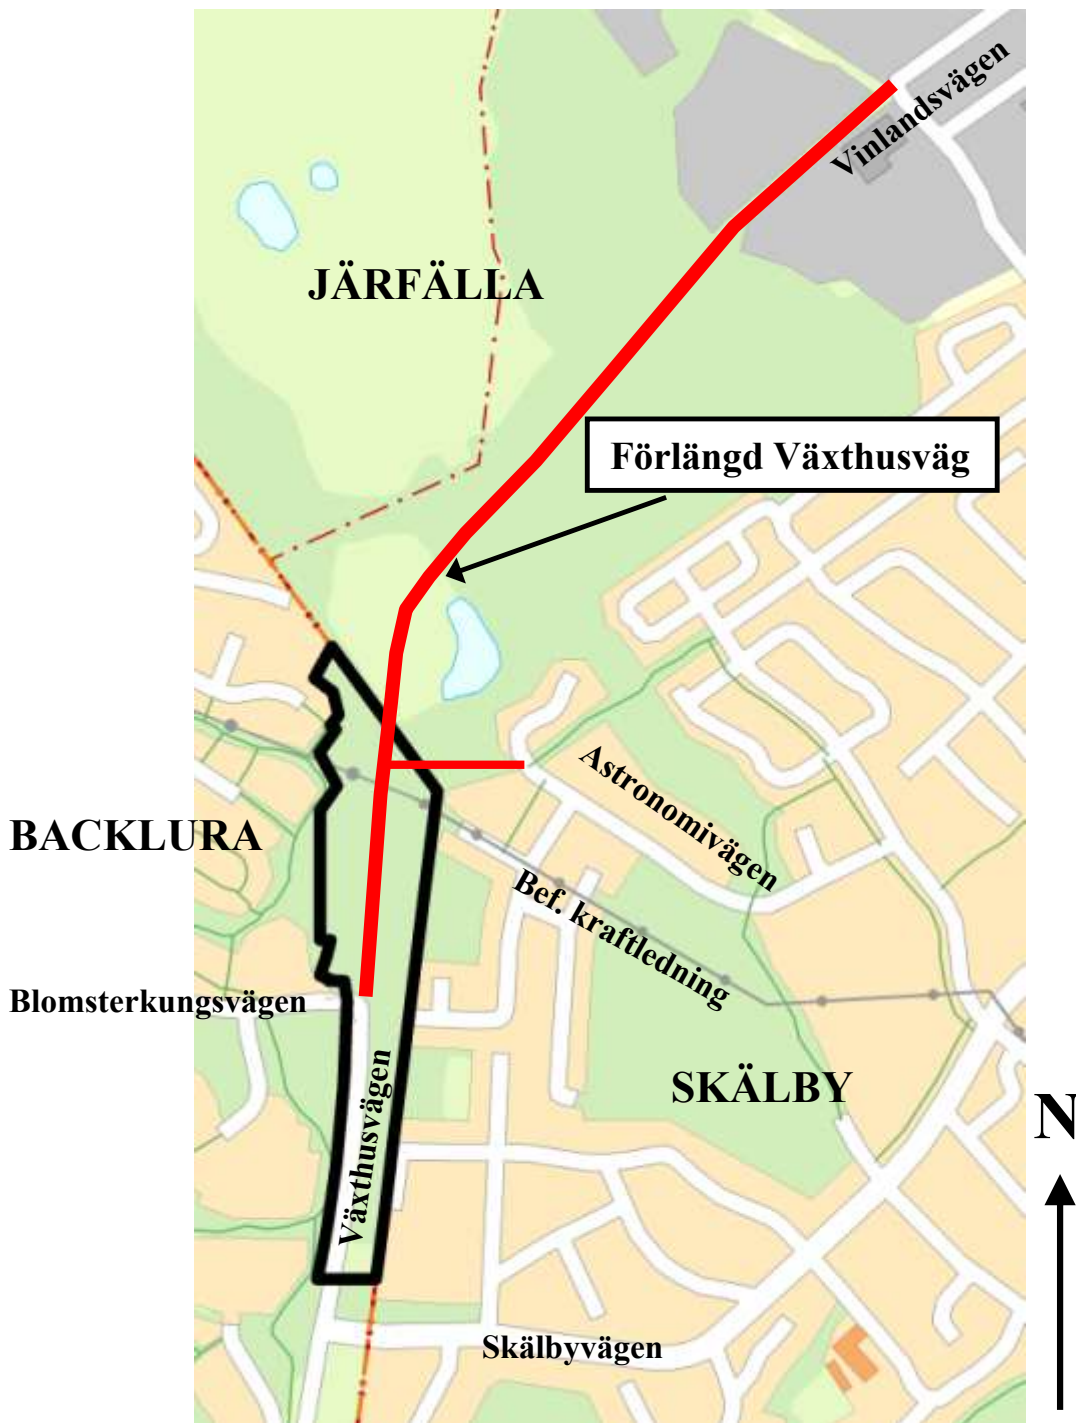 Vinlandsvägen
JÄRFÄLLA
Förlängd Växthusväg
Astronomivägen
BACKLURA
Bef. kraftledning
Blomsterkungsvägen
SKÄLBY
N
Växthusvägen
Skälbyvägen